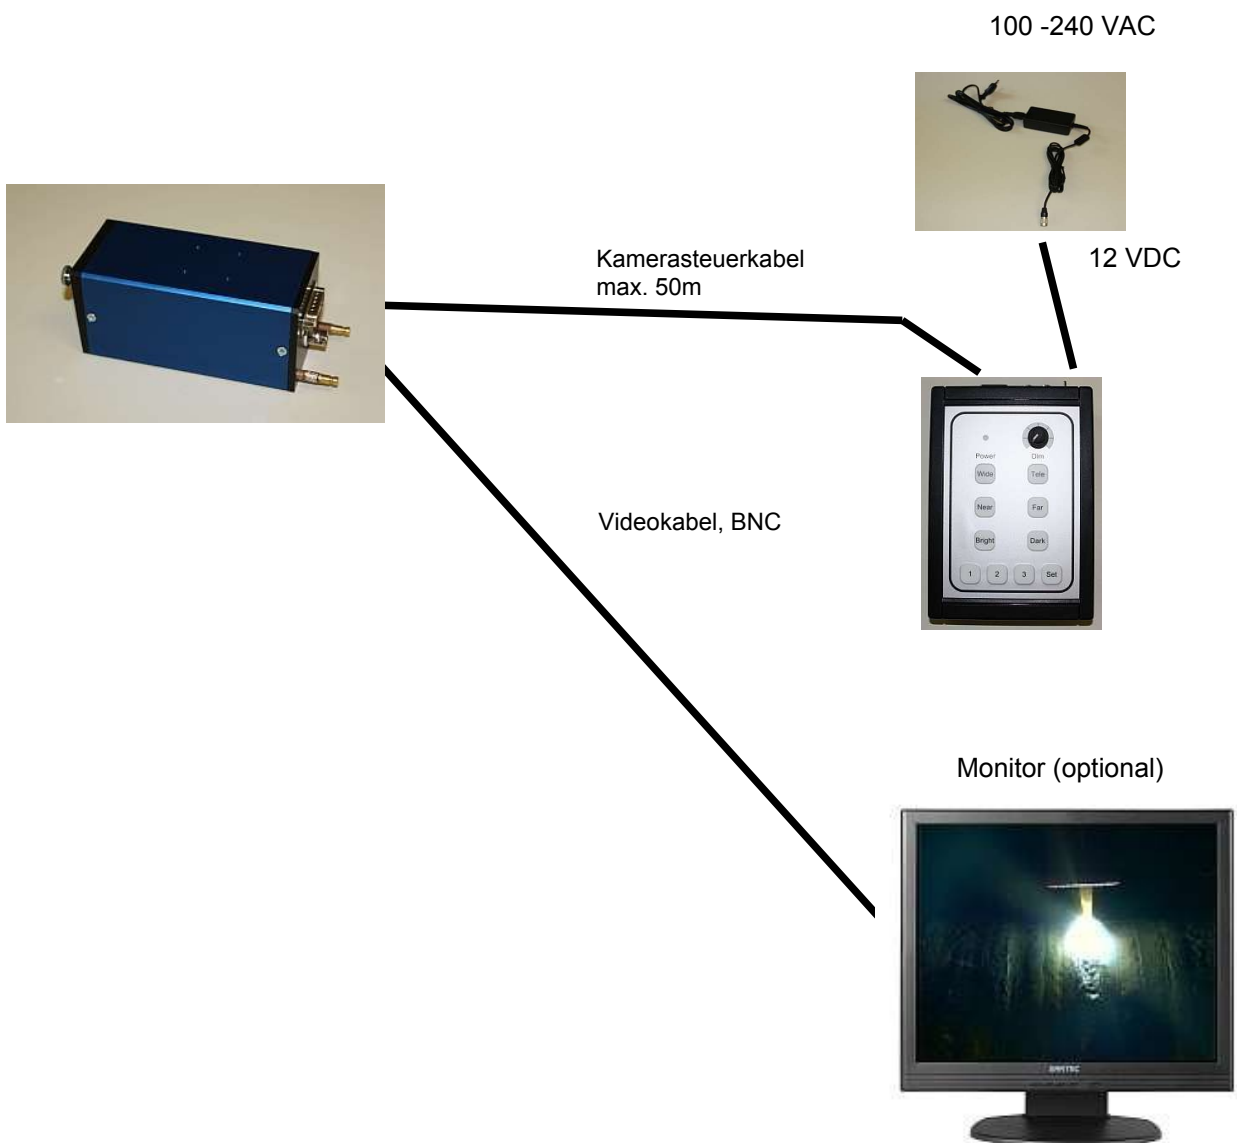 100 -240 VAC
12 VDC
Kamerasteuerkabel
max. 50m
Power
Dim
Wide
Tele
Near
Far
Bright
Dark
1
2
3
Set
Videokabel, BNC
Monitor (optional)